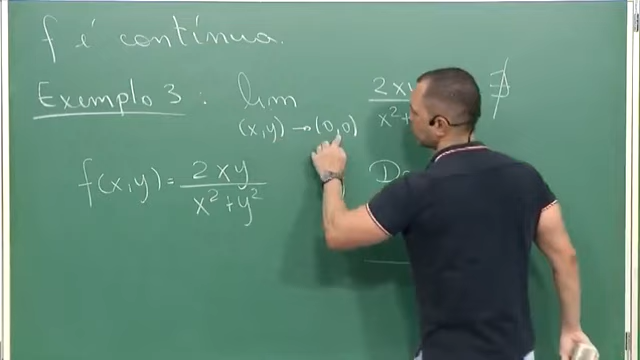 f é contínua.
Exemplo 3 : lim 2xy ∄
(x,y) → (0,0) x²+
f(x,y) = 2xy
x² + y²